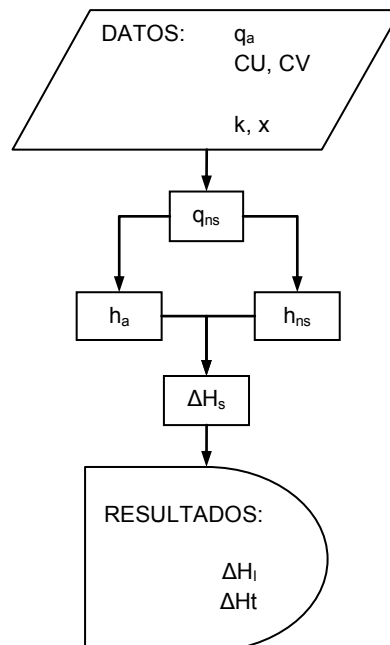 DATOS: qₐ
CU, CV
k, x
qₙₛ
hₐ
hₙₛ
ΔHₛ
RESULTADOS:
ΔHₗ
ΔHt